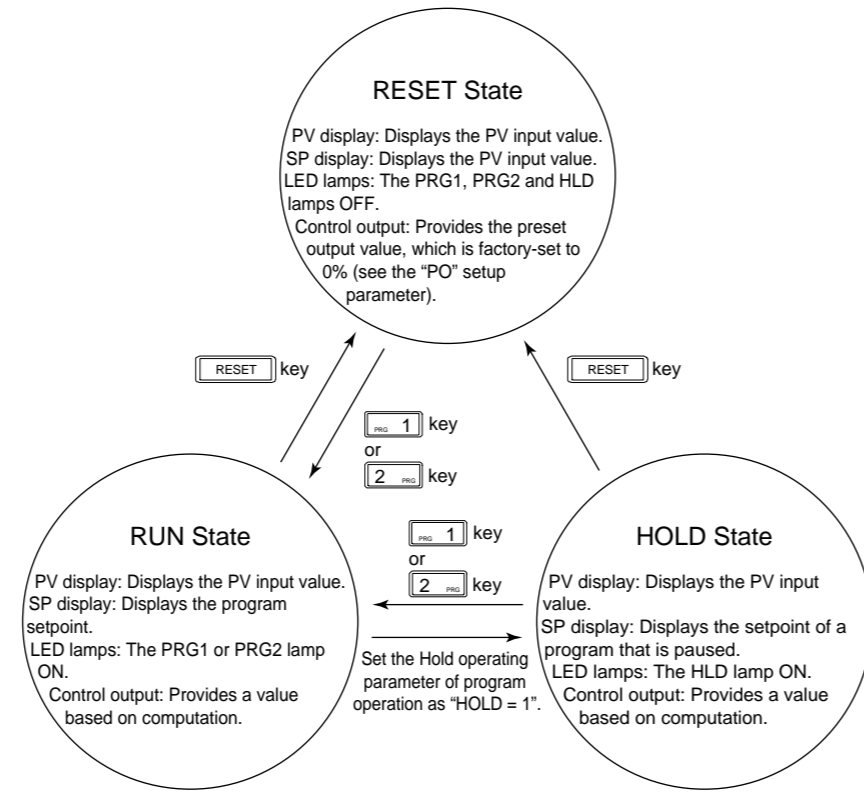 RESET State
PV display: Displays the PV input value.
SP display: Displays the PV input value.
LED lamps: The PRG1, PRG2 and HLD
lamps OFF.
Control output: Provides the preset
output value, which is factory-set to
0% (see the “PO” setup
parameter).
RESET key
RESET key
PRG 1 key
or
2 PRG key
RUN State
PV display: Displays the PV input value.
SP display: Displays the program
setpoint.
LED lamps: The PRG1 or PRG2 lamp
ON.
Control output: Provides a value
based on computation.
PRG 1 key
or
2 PRG key
Set the Hold operating
parameter of program
operation as “HOLD = 1”.
HOLD State
PV display: Displays the PV input
value.
SP display: Displays the setpoint of a
program that is paused.
LED lamps: The HLD lamp ON.
Control output: Provides a value
based on computation.